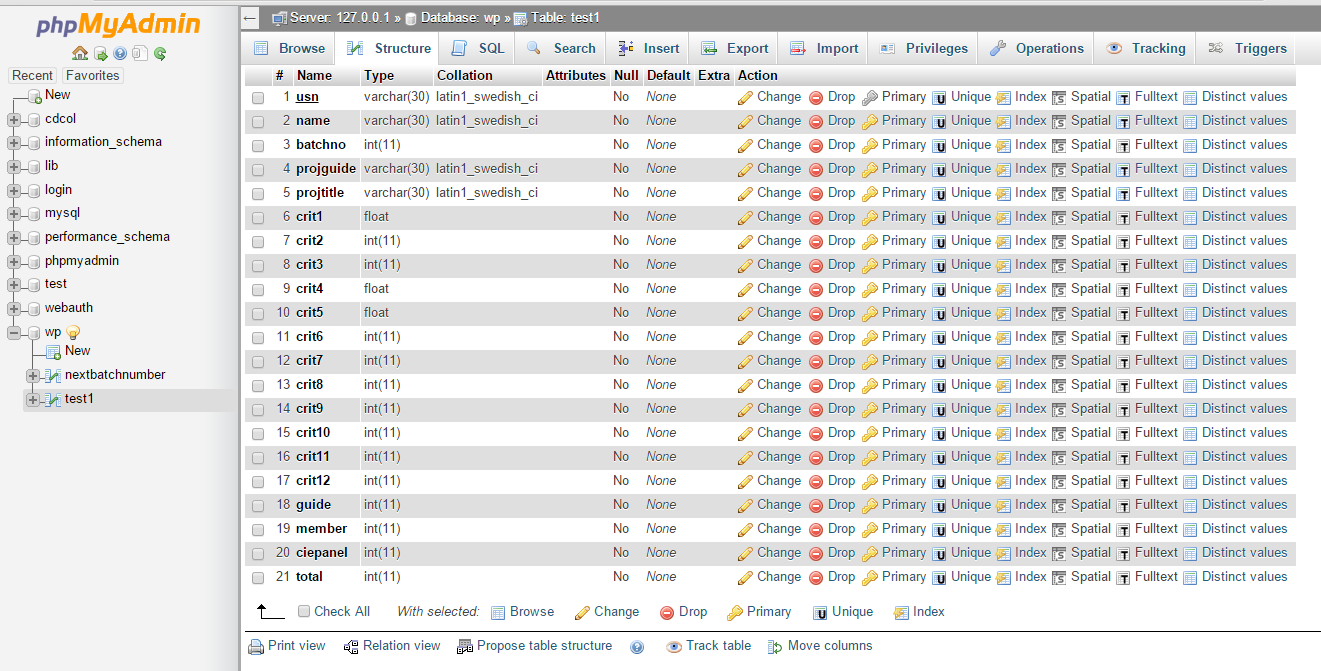 phpMyAdmin
Recent Favorites
New
cdcol
information_schema
lib
login
mysql
performance_schema
phpmyadmin
test
webauth
wp
New
nextbatchnumber
test1
Server: 127.0.0.1 » Database: wp » Table: test1
Browse Structure SQL Search Insert Export Import Privileges Operations Tracking Triggers
# Name Type Collation Attributes Null Default Extra Action
1 usn varchar(30) latin1_swedish_ci No None Change Drop Primary Unique Index Spatial Fulltext Distinct values
2 name varchar(30) latin1_swedish_ci No None Change Drop Primary Unique Index Spatial Fulltext Distinct values
3 batchno int(11) No None Change Drop Primary Unique Index Spatial Fulltext Distinct values
4 projguide varchar(30) latin1_swedish_ci No None Change Drop Primary Unique Index Spatial Fulltext Distinct values
5 projtitle varchar(30) latin1_swedish_ci No None Change Drop Primary Unique Index Spatial Fulltext Distinct values
6 crit1 float No None Change Drop Primary Unique Index Spatial Fulltext Distinct values
7 crit2 int(11) No None Change Drop Primary Unique Index Spatial Fulltext Distinct values
8 crit3 int(11) No None Change Drop Primary Unique Index Spatial Fulltext Distinct values
9 crit4 float No None Change Drop Primary Unique Index Spatial Fulltext Distinct values
10 crit5 float No None Change Drop Primary Unique Index Spatial Fulltext Distinct values
11 crit6 int(11) No None Change Drop Primary Unique Index Spatial Fulltext Distinct values
12 crit7 int(11) No None Change Drop Primary Unique Index Spatial Fulltext Distinct values
13 crit8 int(11) No None Change Drop Primary Unique Index Spatial Fulltext Distinct values
14 crit9 int(11) No None Change Drop Primary Unique Index Spatial Fulltext Distinct values
15 crit10 int(11) No None Change Drop Primary Unique Index Spatial Fulltext Distinct values
16 crit11 int(11) No None Change Drop Primary Unique Index Spatial Fulltext Distinct values
17 crit12 int(11) No None Change Drop Primary Unique Index Spatial Fulltext Distinct values
18 guide int(11) No None Change Drop Primary Unique Index Spatial Fulltext Distinct values
19 member int(11) No None Change Drop Primary Unique Index Spatial Fulltext Distinct values
20 ciepanel int(11) No None Change Drop Primary Unique Index Spatial Fulltext Distinct values
21 total int(11) No None Change Drop Primary Unique Index Spatial Fulltext Distinct values
Check All With selected: Browse Change Drop Primary Unique Index
Print view Relation view Propose table structure Track table Move columns